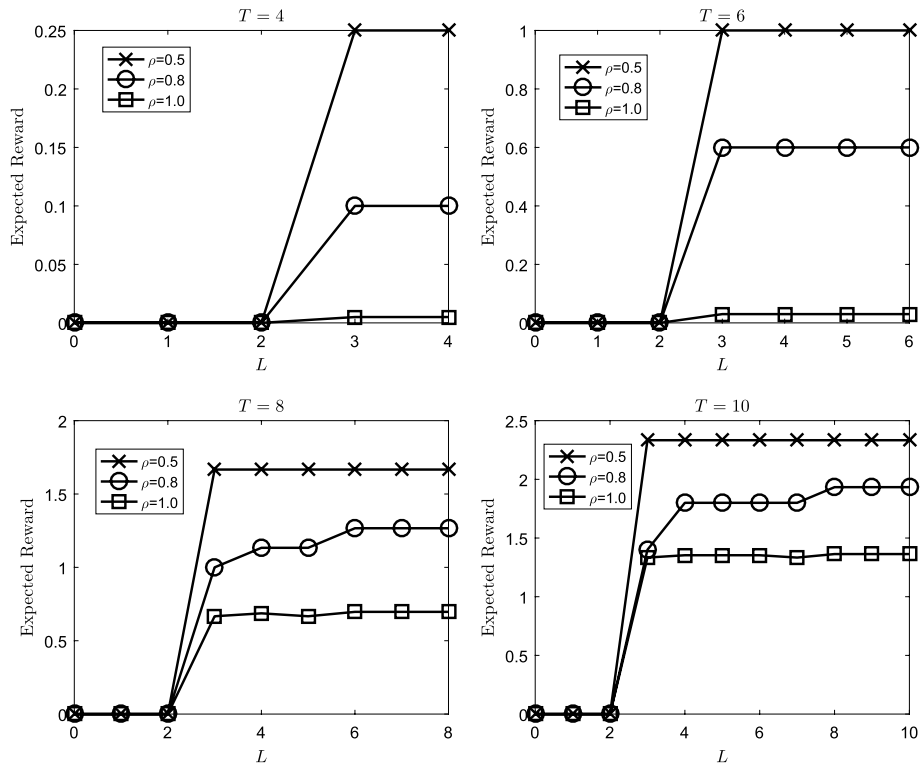 T = 4
0.25
0.2
0.15
0.1
0.05
0
Expected Reward
ρ=0.5
ρ=0.8
ρ=1.0
0 1 2 3 4
L
T = 6
1
0.8
0.6
0.4
0.2
0
Expected Reward
ρ=0.5
ρ=0.8
ρ=1.0
0 1 2 3 4 5 6
L
T = 8
2
1.5
1
0.5
0
Expected Reward
ρ=0.5
ρ=0.8
ρ=1.0
0 2 4 6 8
L
T = 10
2.5
2
1.5
1
0.5
0
Expected Reward
ρ=0.5
ρ=0.8
ρ=1.0
0 2 4 6 8 10
L